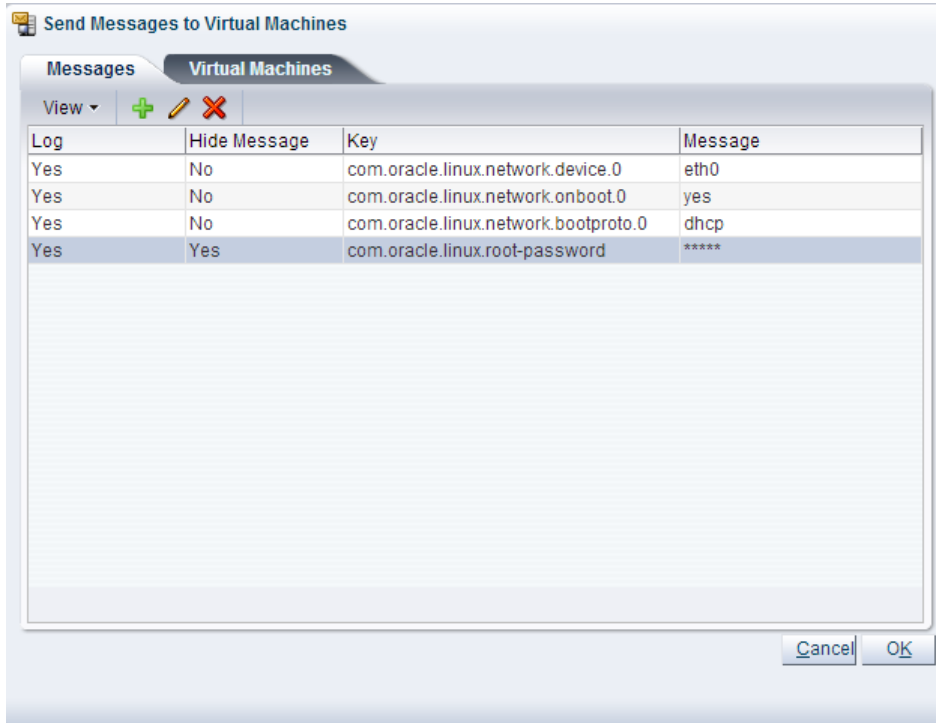 Send Messages to Virtual Machines
Messages Virtual Machines
View
Log Hide Message Key Message
Yes No com.oracle.linux.network.device.0 eth0
Yes No com.oracle.linux.network.onboot.0 yes
Yes No com.oracle.linux.network.bootproto.0 dhcp
Yes Yes com.oracle.linux.root-password *****
Cancel OK